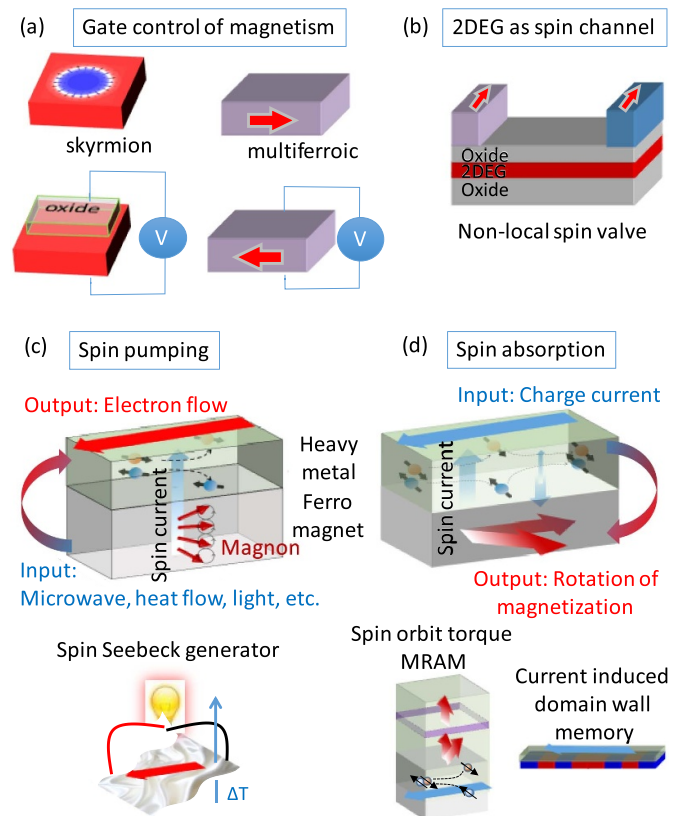 (a)
Gate control of magnetism
skyrmion
multiferroic
oxide
V
V
(b)
2DEG as spin channel
Oxide
2DEG
Oxide
Non-local spin valve
(c)
Spin pumping
Output: Electron flow
Heavy
metal
Ferro
magnet
Spin current
Magnon
Input:
Microwave, heat flow, light, etc.
Spin Seebeck generator
ΔT
(d)
Spin absorption
Input: Charge current
Spin current
Output: Rotation of
magnetization
Spin orbit torque
MRAM
Current induced
domain wall
memory